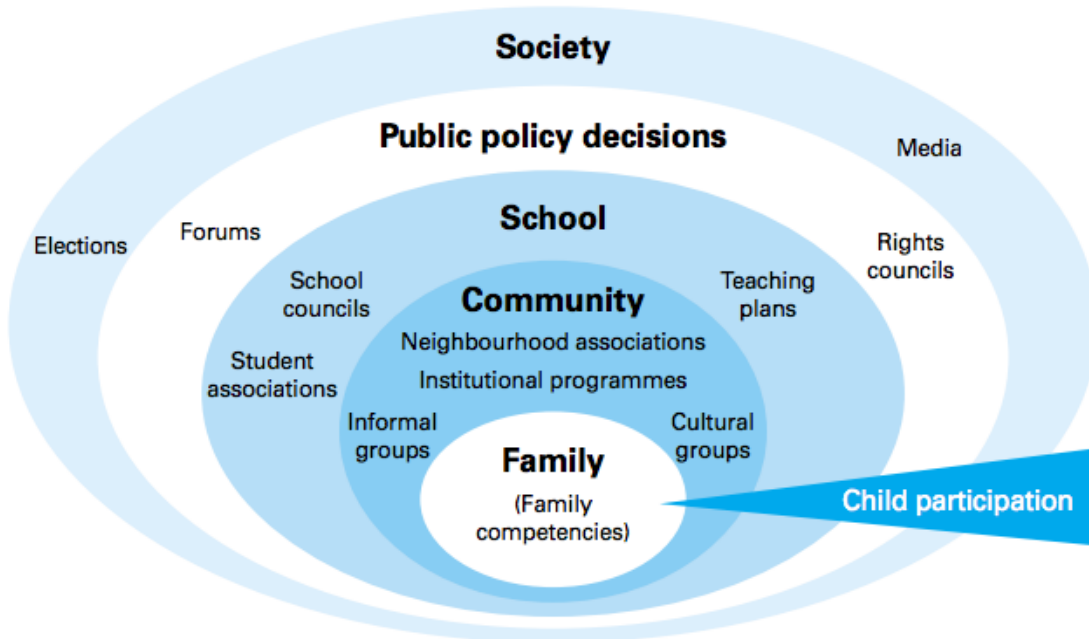 Society
Public policy decisions
Media
School
Elections
Forums
Rights
councils
School
councils
Teaching
plans
Community
Neighbourhood associations
Student
associations
Institutional programmes
Informal
groups
Cultural
groups
Family
(Family
competencies)
Child participation